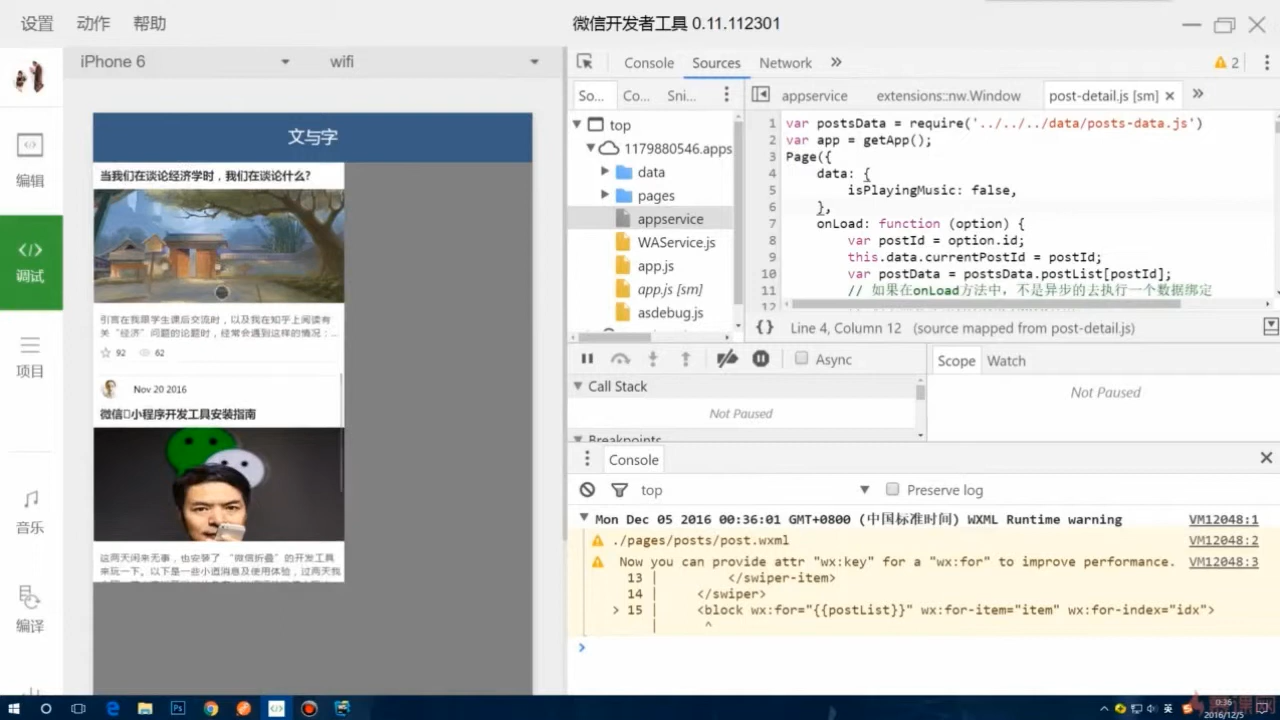 设置 动作 帮助
微信开发者工具 0.11.112301
iPhone 6
wifi
Console Sources Network »
2
编辑
调试
项目
音乐
编译
文与字
当我们在谈论经济学时，我们在谈论什么?
引言在我跟学生课后交流时，以及我在知乎上阅读有
关“经济”问题的论题时，经常会遇到这样的情况：...
92 62
Nov 20 2016
微信▯小程序开发工具安装指南
这两天闲来无事，也安装了 “微信折叠”的开发工具
来玩一下。以下是一些小道消息及使用体验，过两天我
So... Co... Sni...
appservice extensions::nw.Window post-detail.js [sm] × »
top
1179880546.apps
data
pages
appservice
WAService.js
app.js
app.js [sm]
asdebug.js
1 var postsData = require('../../../data/posts-data.js')
2 var app = getApp();
3 Page({
4 data: {
5 isPlayingMusic: false,
6 },
7 onLoad: function (option) {
8 var postId = option.id;
9 this.data.currentPostId = postId;
10 var postData = postsData.postList[postId];
11 // 如果在onLoad方法中，不是异步的去执行一个数据绑定
12
{} Line 4, Column 12 (source mapped from post-detail.js)
Async
Call Stack
Not Paused
Breakpoints
Scope Watch
Not Paused
Console
top
Preserve log
Mon Dec 05 2016 00:36:01 GMT+0800 (中国标准时间) WXML Runtime warning VM12048:1
./pages/posts/post.wxml VM12048:2
Now you can provide attr "wx:key" for a "wx:for" to improve performance. VM12048:3
13 | </swiper-item>
14 | </swiper>
> 15 | <block wx:for="{{postList}}" wx:for-item="item" wx:for-index="idx">
| ^
英
0:36
2016/12/5